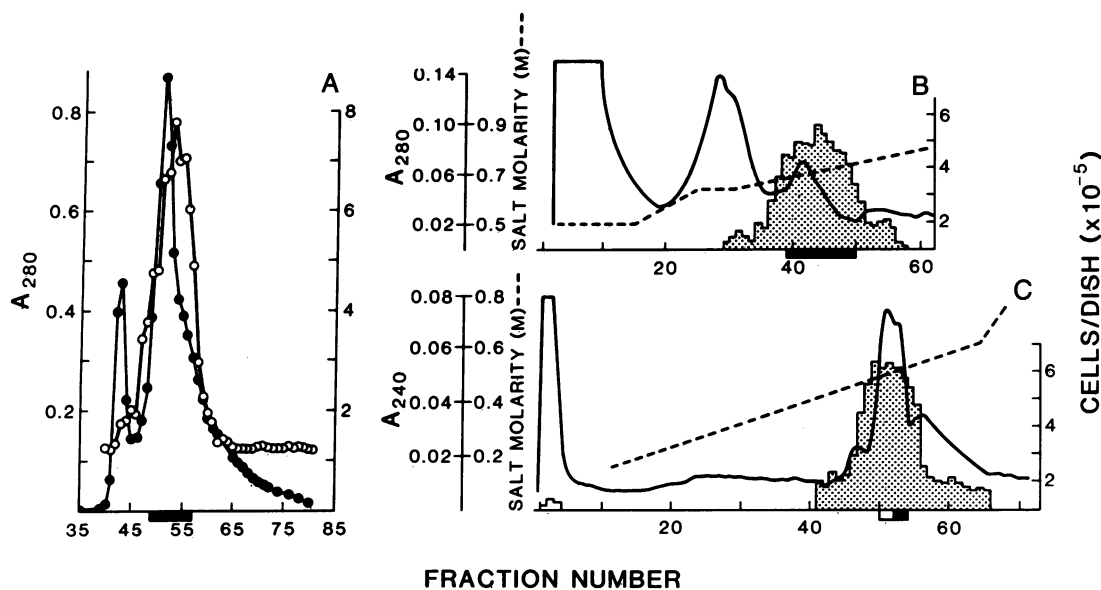 A
A280
0.8
0.6
0.4
0.2
8
6
4
2
35 45 55 65 75 85
B
A280
0.14
0.10
0.06
0.02
SALT MOLARITY (M)---
0.9
0.7
0.5
6
4
2
20 40 60
C
A240
0.08
0.06
0.04
0.02
SALT MOLARITY (M)---
0.8
0.6
0.4
0.2
6
4
2
20 40 60
CELLS/DISH (x10-5)
FRACTION NUMBER